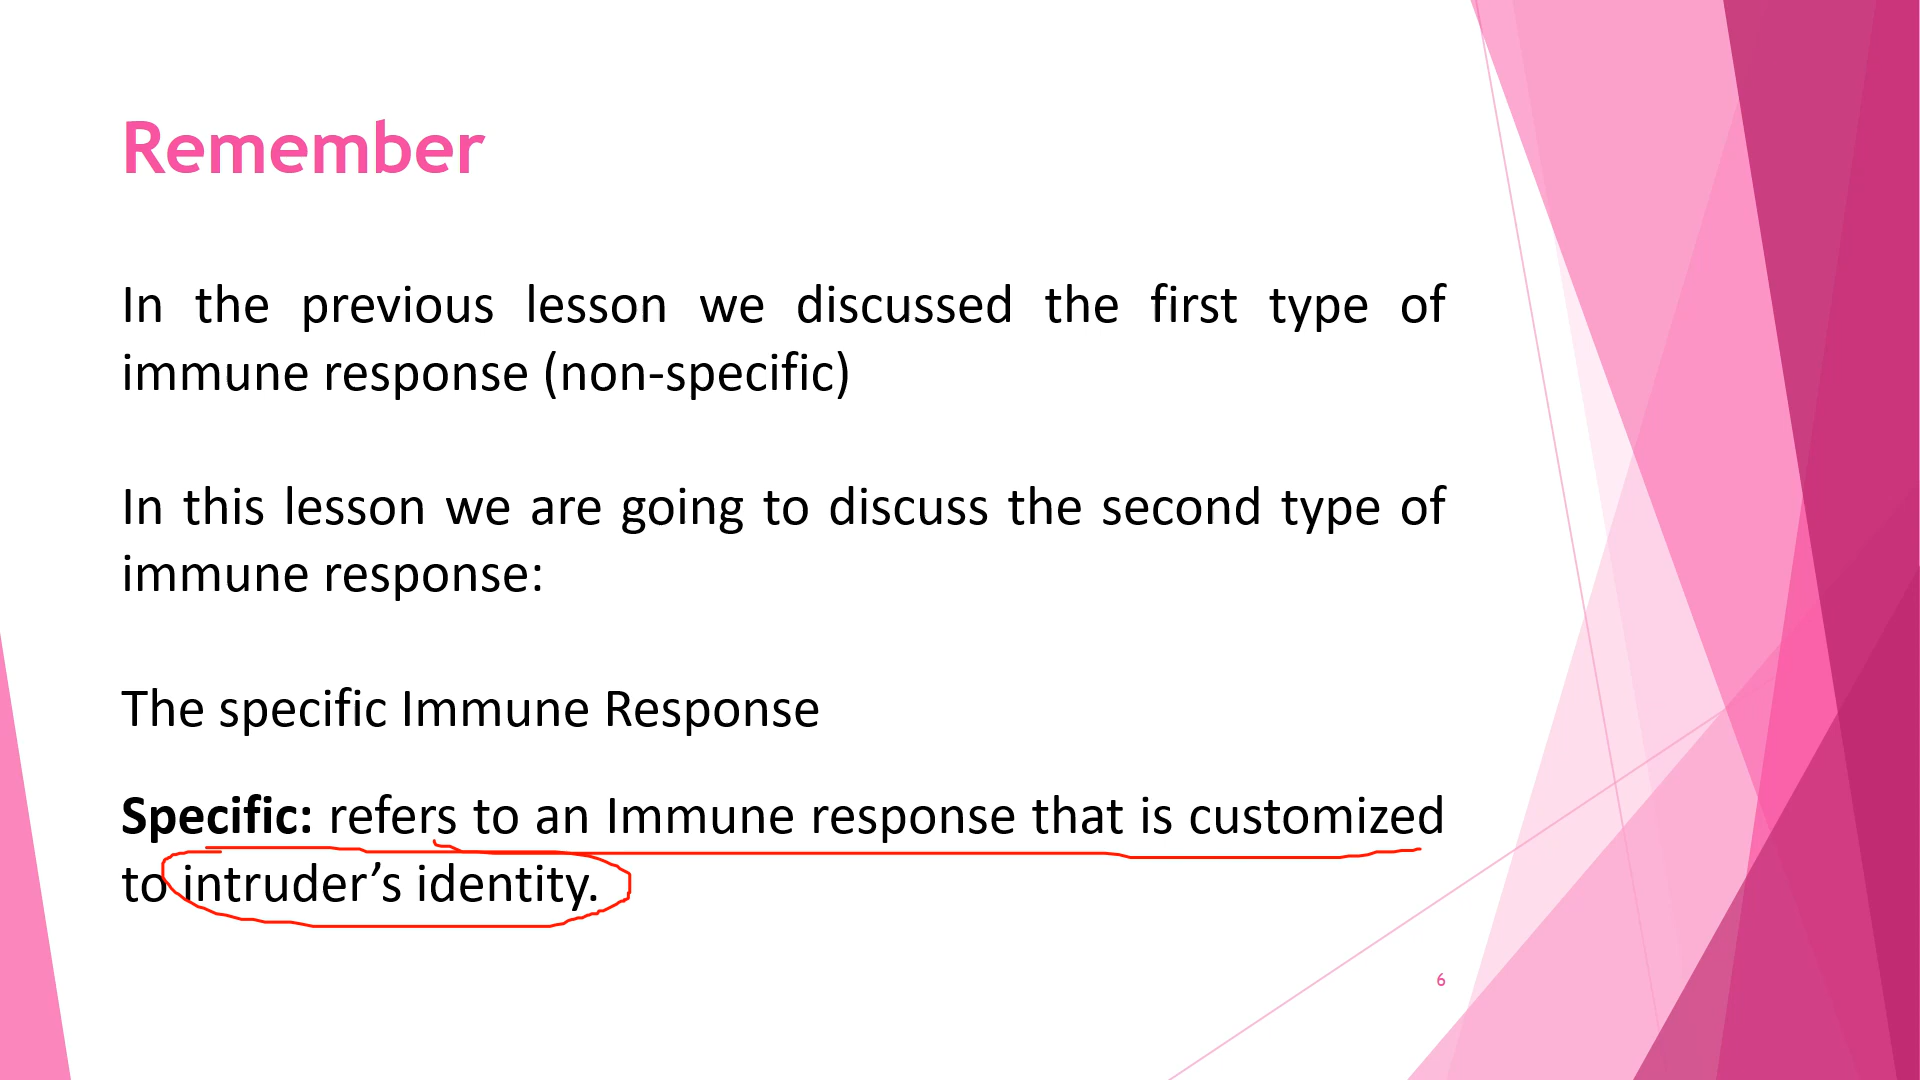 Remember
In the previous lesson we discussed the first type of
immune response (non-specific)
In this lesson we are going to discuss the second type of
immune response:
The specific Immune Response
Specific: refers to an Immune response that is customized
to intruder’s identity.
6